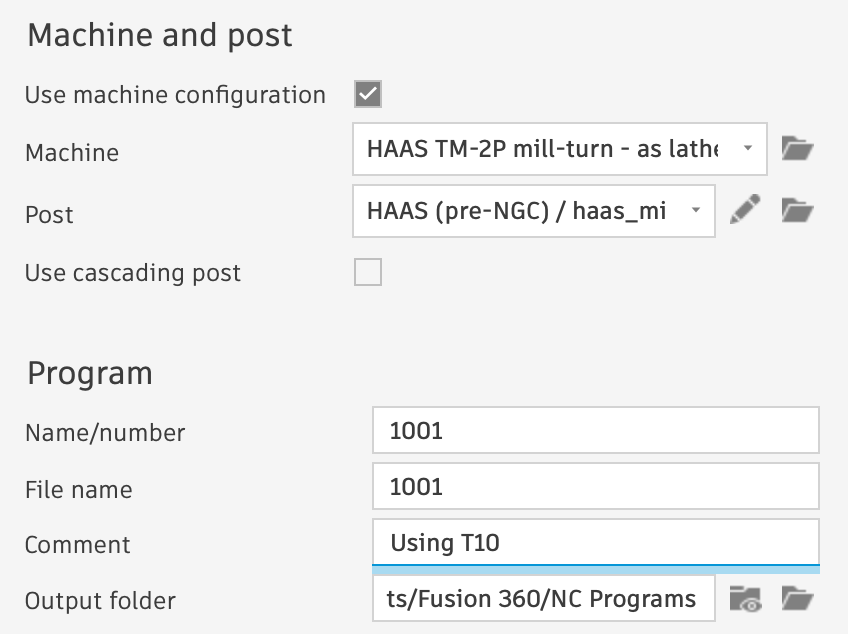 Machine and post
Use machine configuration
Machine HAAS TM-2P mill-turn - as lathe
Post HAAS (pre-NGC) / haas_mi
Use cascading post
Program
Name/number 1001
File name 1001
Comment Using T10
Output folder ts/Fusion 360/NC Programs